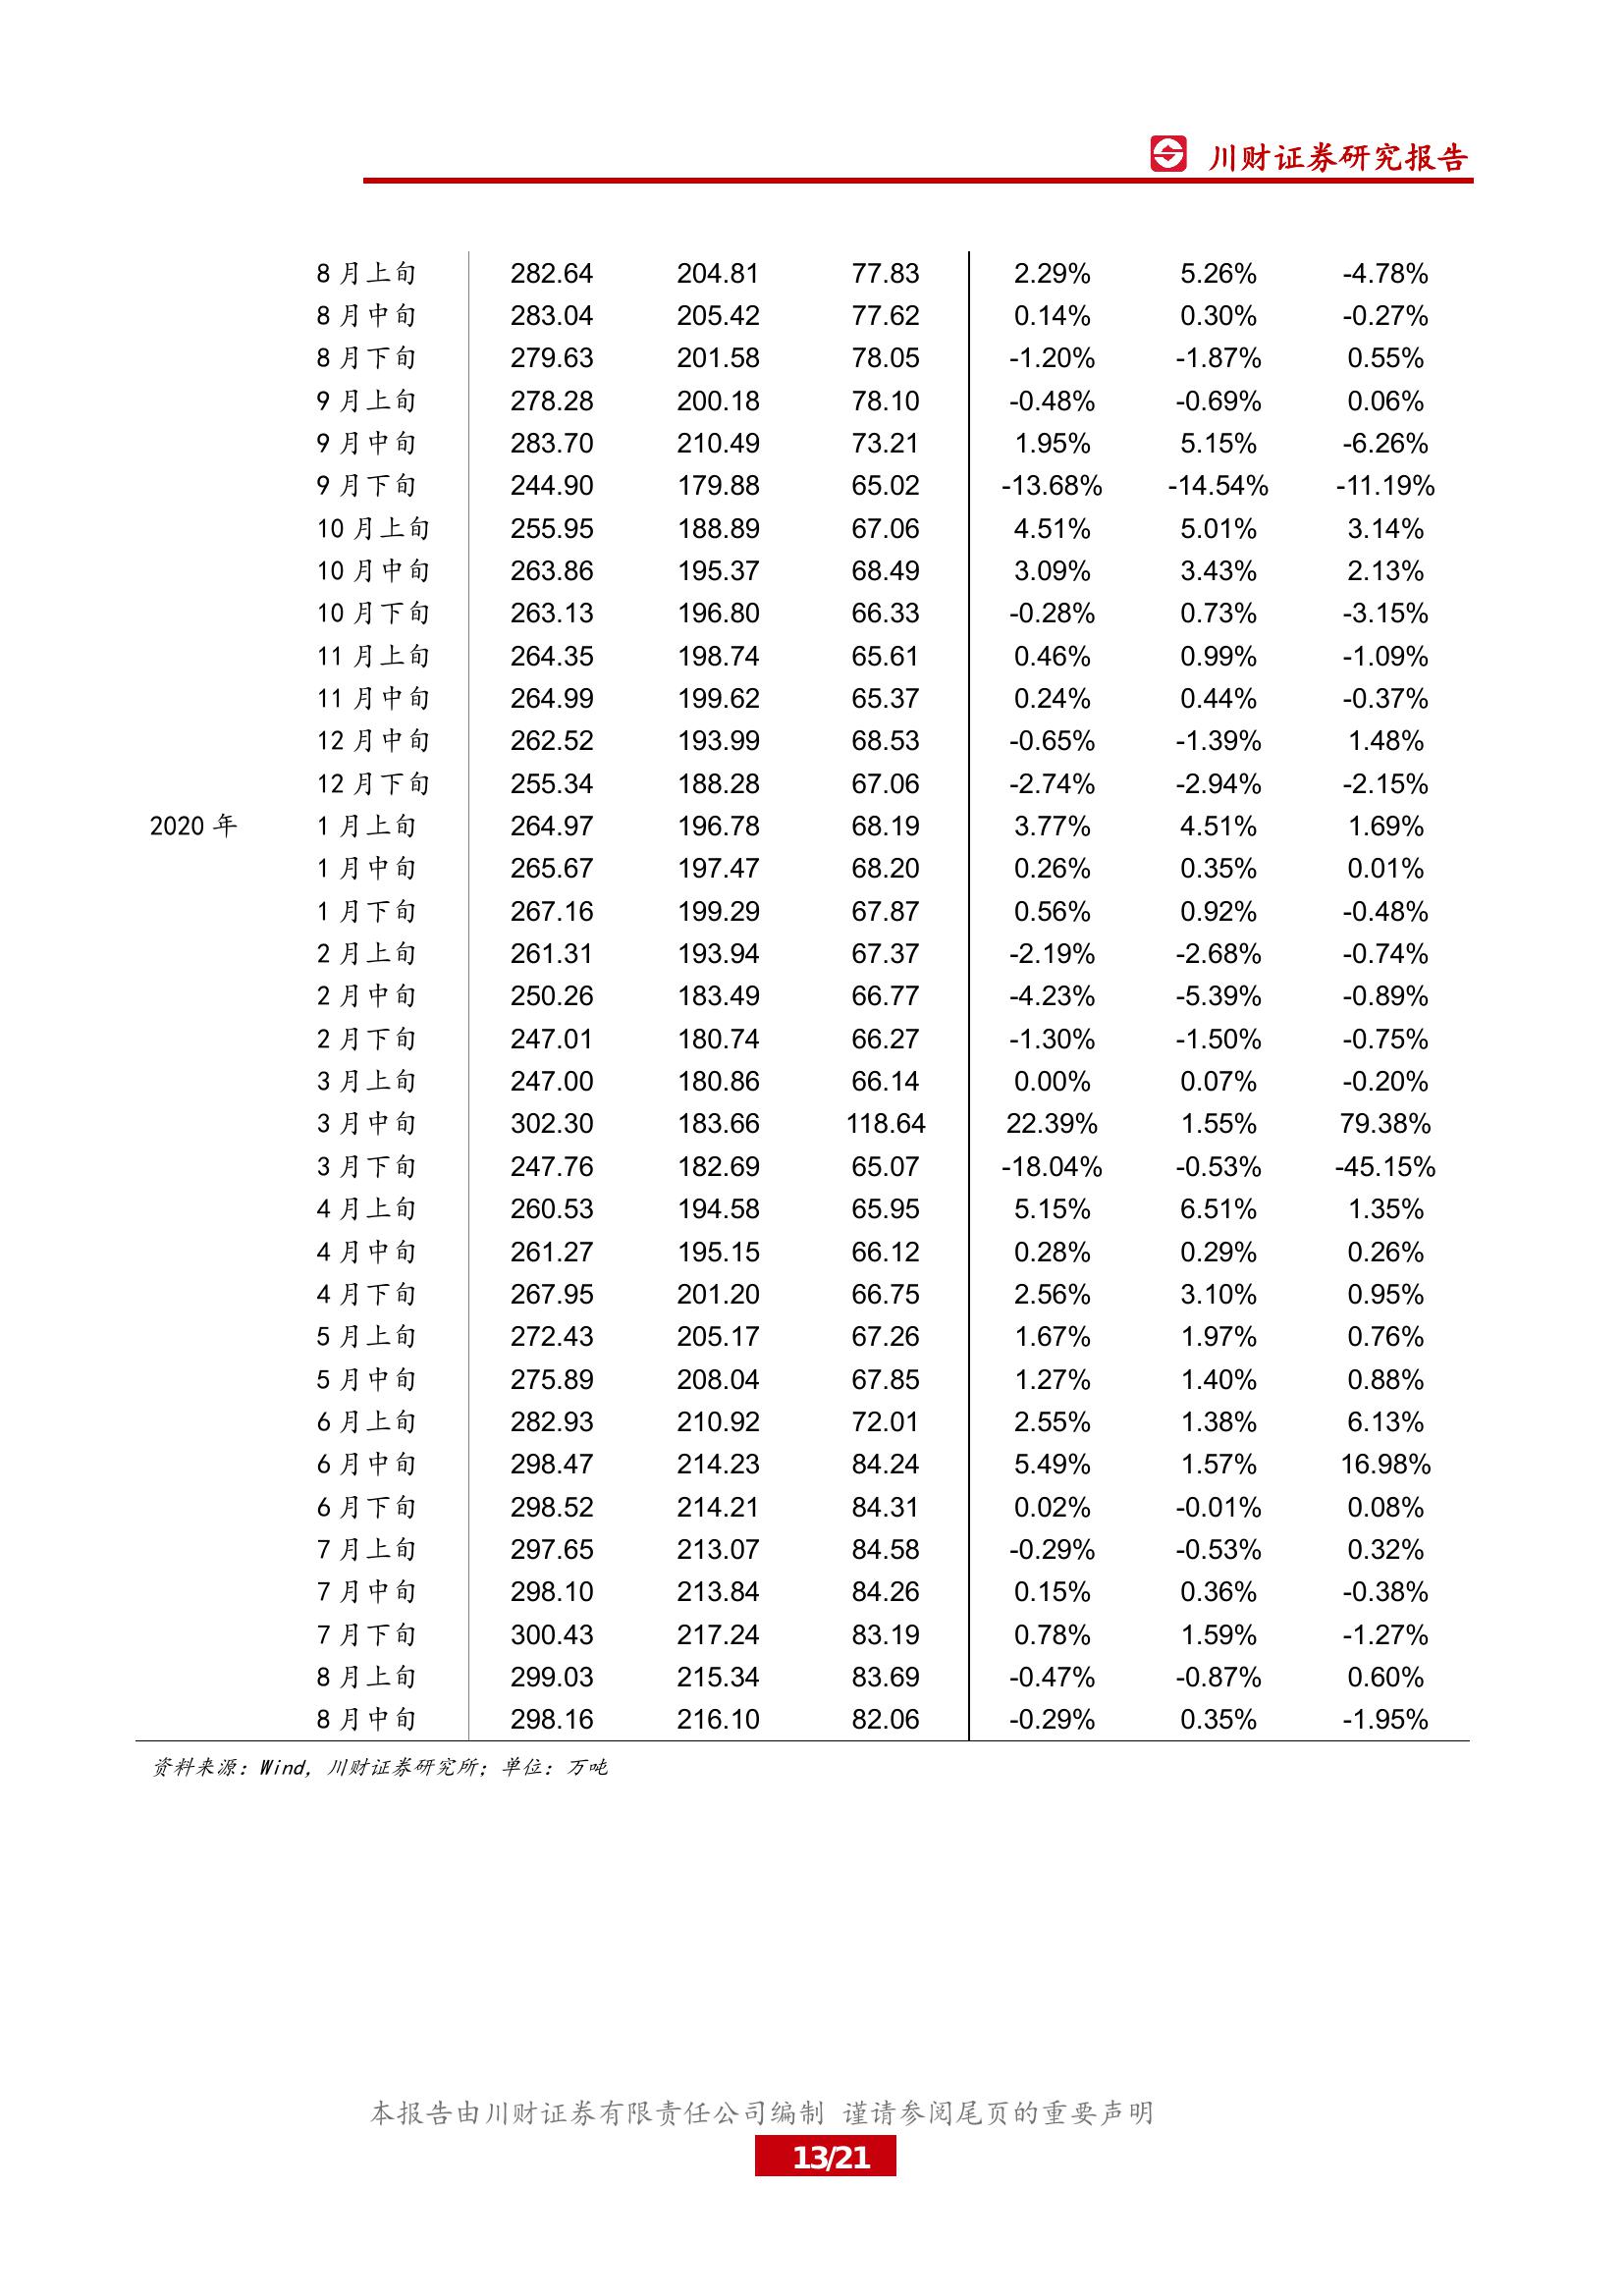 川财证券研究报告
8 月上旬 282.64 204.81 77.83 2.29% 5.26% -4.78%
8 月中旬 283.04 205.42 77.62 0.14% 0.30% -0.27%
8 月下旬 279.63 201.58 78.05 -1.20% -1.87% 0.55%
9 月上旬 278.28 200.18 78.10 -0.48% -0.69% 0.06%
9 月中旬 283.70 210.49 73.21 1.95% 5.15% -6.26%
9 月下旬 244.90 179.88 65.02 -13.68% -14.54% -11.19%
10 月上旬 255.95 188.89 67.06 4.51% 5.01% 3.14%
10 月中旬 263.86 195.37 68.49 3.09% 3.43% 2.13%
10 月下旬 263.13 196.80 66.33 -0.28% 0.73% -3.15%
11 月上旬 264.35 198.74 65.61 0.46% 0.99% -1.09%
11 月中旬 264.99 199.62 65.37 0.24% 0.44% -0.37%
12 月中旬 262.52 193.99 68.53 -0.65% -1.39% 1.48%
12 月下旬 255.34 188.28 67.06 -2.74% -2.94% -2.15%
2020 年 1 月上旬 264.97 196.78 68.19 3.77% 4.51% 1.69%
1 月中旬 265.67 197.47 68.20 0.26% 0.35% 0.01%
1 月下旬 267.16 199.29 67.87 0.56% 0.92% -0.48%
2 月上旬 261.31 193.94 67.37 -2.19% -2.68% -0.74%
2 月中旬 250.26 183.49 66.77 -4.23% -5.39% -0.89%
2 月下旬 247.01 180.74 66.27 -1.30% -1.50% -0.75%
3 月上旬 247.00 180.86 66.14 0.00% 0.07% -0.20%
3 月中旬 302.30 183.66 118.64 22.39% 1.55% 79.38%
3 月下旬 247.76 182.69 65.07 -18.04% -0.53% -45.15%
4 月上旬 260.53 194.58 65.95 5.15% 6.51% 1.35%
4 月中旬 261.27 195.15 66.12 0.28% 0.29% 0.26%
4 月下旬 267.95 201.20 66.75 2.56% 3.10% 0.95%
5 月上旬 272.43 205.17 67.26 1.67% 1.97% 0.76%
5 月中旬 275.89 208.04 67.85 1.27% 1.40% 0.88%
6 月上旬 282.93 210.92 72.01 2.55% 1.38% 6.13%
6 月中旬 298.47 214.23 84.24 5.49% 1.57% 16.98%
6 月下旬 298.52 214.21 84.31 0.02% -0.01% 0.08%
7 月上旬 297.65 213.07 84.58 -0.29% -0.53% 0.32%
7 月中旬 298.10 213.84 84.26 0.15% 0.36% -0.38%
7 月下旬 300.43 217.24 83.19 0.78% 1.59% -1.27%
8 月上旬 299.03 215.34 83.69 -0.47% -0.87% 0.60%
8 月中旬 298.16 216.10 82.06 -0.29% 0.35% -1.95%
资料来源：Wind，川财证券研究所；单位：万吨
本报告由川财证券有限责任公司编制 谨请参阅尾页的重要声明
13/21